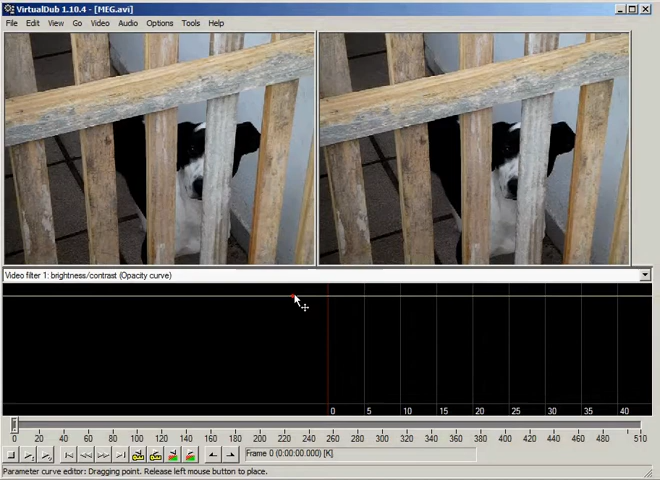 VirtualDub 1.10.4 - [MEG.avi]
File Edit View Go Video Audio Options Tools Help
Video filter 1: brightness/contrast (Opacity curve)
0 5 10 15 20 25 30 35 40
0 20 40 60 80 100 120 140 160 180 200 220 240 260 280 300 320 340 360 380 400 420 440 460 480 510
Frame 0 (0:00:00.000) [K]
Parameter curve editor: Dragging point. Release left mouse button to place.